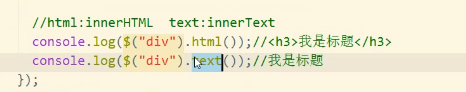 //html:innerHTML text:innerText
console.log($("div").html());//<h3>我是标题</h3>
console.log($("div").text());//我是标题
});